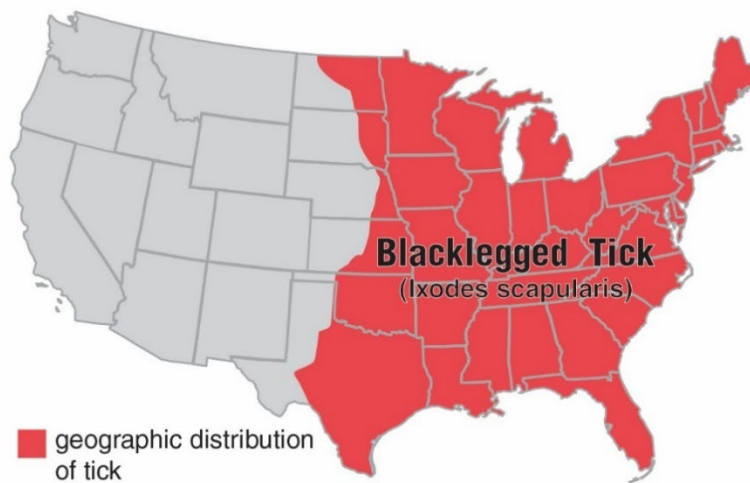 Blacklegged Tick
(Ixodes scapularis)
geographic distribution
of tick